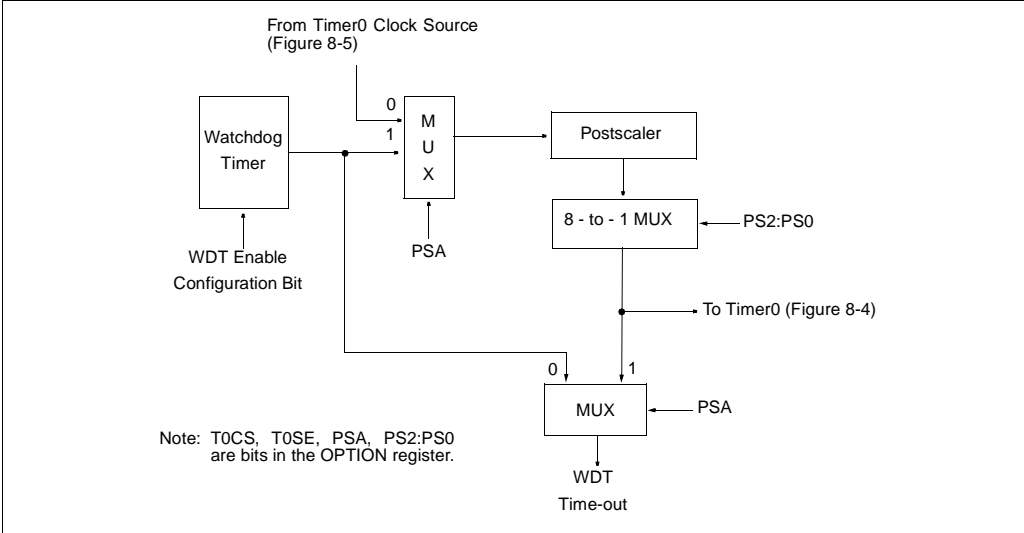 From Timer0 Clock Source
(Figure 8-5)
0
1
M
U
X
Watchdog
Timer
Postscaler
8 - to - 1 MUX
PS2:PS0
PSA
WDT Enable
Configuration Bit
To Timer0 (Figure 8-4)
0
1
MUX
PSA
Note: T0CS, T0SE, PSA, PS2:PS0
are bits in the OPTION register.
WDT
Time-out